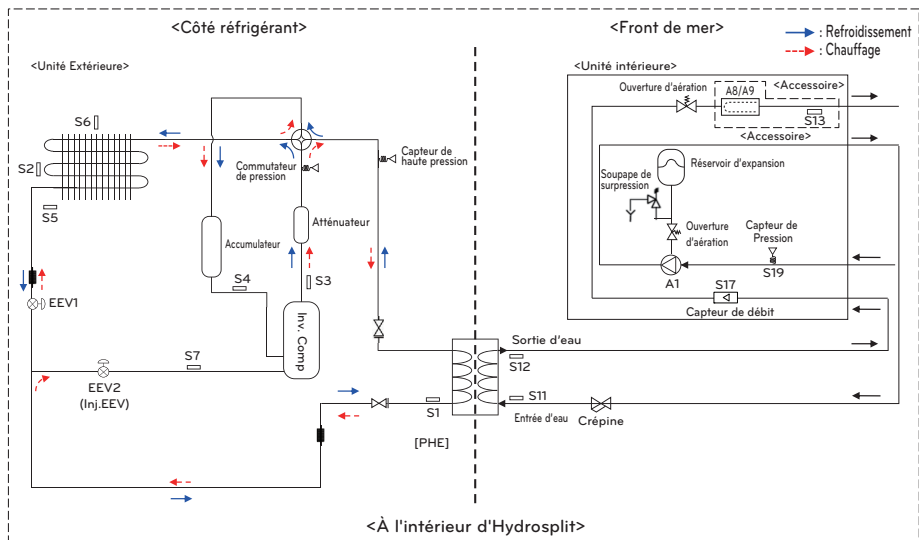 <Côté réfrigérant>
<Front de mer>
: Refroidissement
: Chauffage
<Unité Extérieure>
<Unité intérieure>
Ouverture d'aération
A8/A9
<Accessoire>
S13
<Accessoire>
S6
S2
S5
Commutateur
de pression
Capteur de
haute pression
Réservoir d'expansion
Soupape de
surpression
Ouverture
d'aération
Capteur de
Pression
S19
A1
S17
Capteur de débit
Atténuateur
Accumulateur
S4
S3
EEV1
Inv. Comp
S7
EEV2
(Inj.EEV)
Sortie d'eau
S12
S11
Entrée d'eau
Crépine
S1
[PHE]
<À l'intérieur d'Hydrosplit>